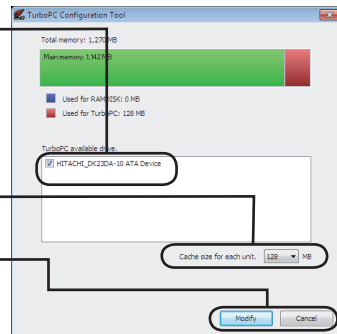 TurboPC Configuration Tool
Total memory: 1,270 MB
Main memory: 1,142 MB
Used for RAMDISK: 0 MB
Used for TurboPC: 128 MB
TurboPC available drive.
HITACHI_DK23DA-10 ATA Device
Cache size for each unit. 128 MB
Modify Cancel